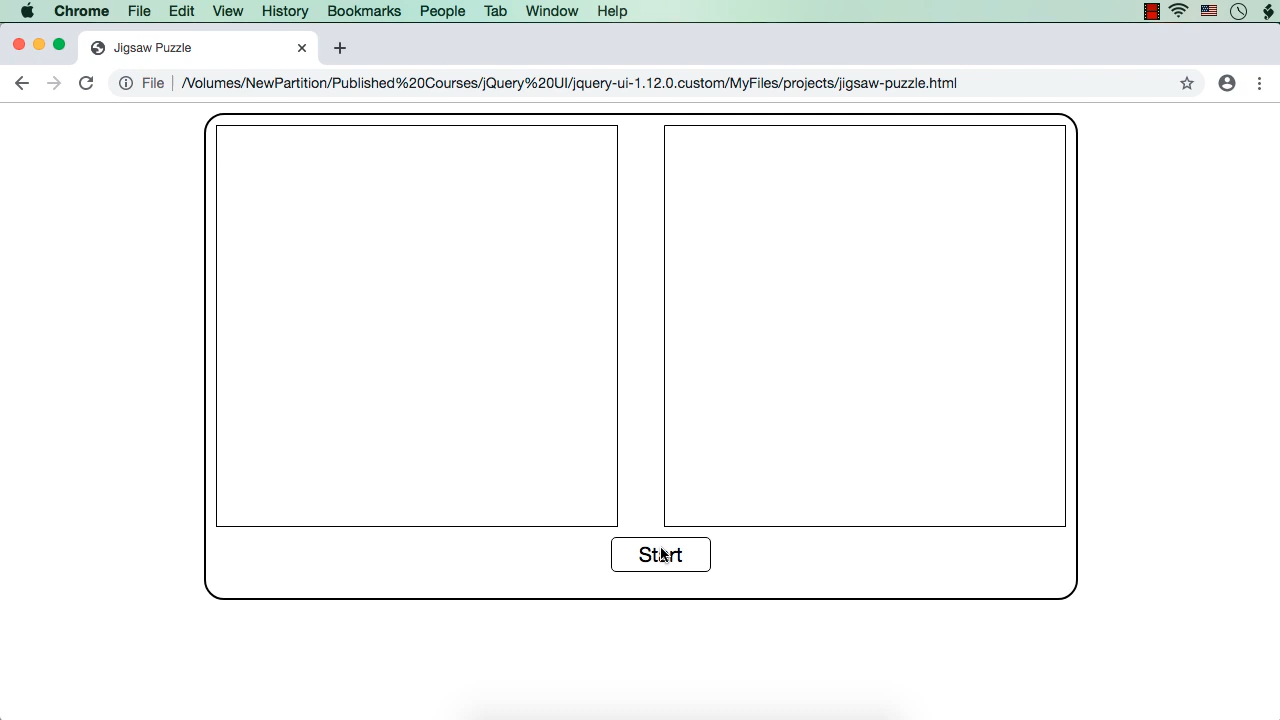 Chrome File Edit View History Bookmarks People Tab Window Help
Jigsaw Puzzle
File /Volumes/NewPartition/Published%20Courses/jQuery%20UI/jquery-ui-1.12.0.custom/MyFiles/projects/jigsaw-puzzle.html
Start